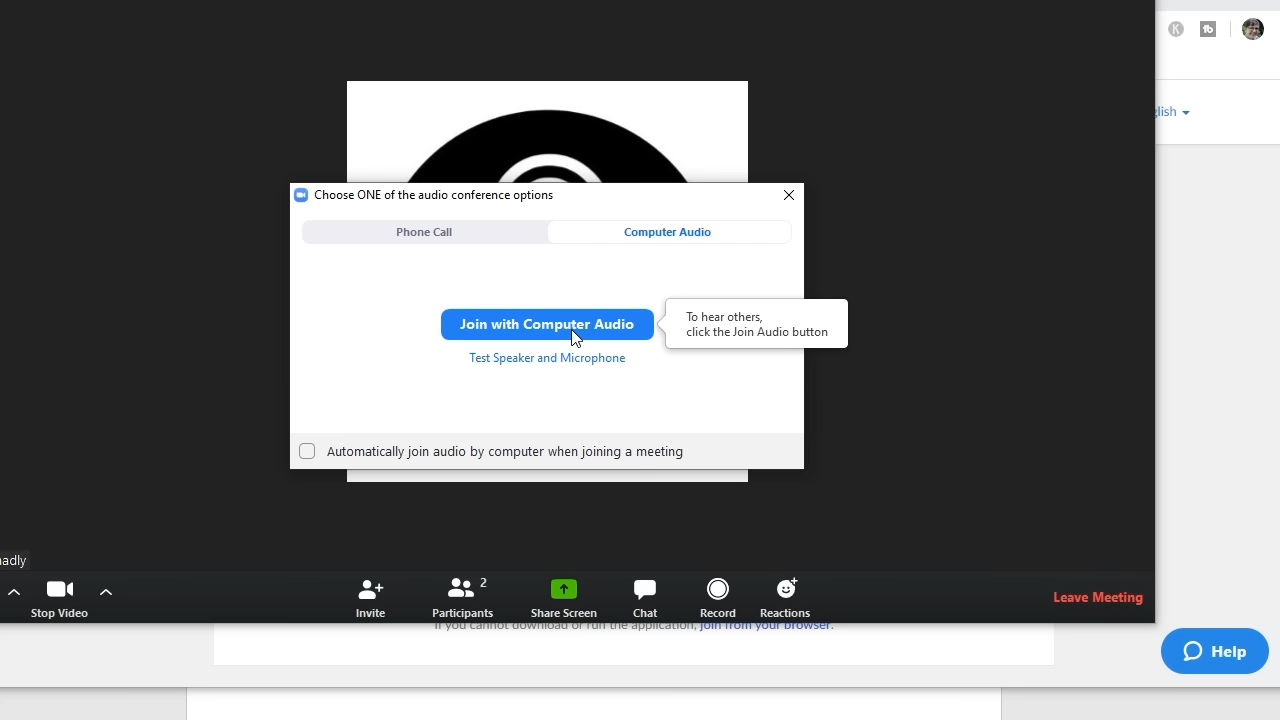 glish
Choose ONE of the audio conference options
Phone Call
Computer Audio
Join with Computer Audio
To hear others,
click the Join Audio button
Test Speaker and Microphone
Automatically join audio by computer when joining a meeting
nadly
Stop Video
Invite
Participants
2
Share Screen
Chat
Record
Reactions
Leave Meeting
If you cannot download or run the application, join from your browser.
Help